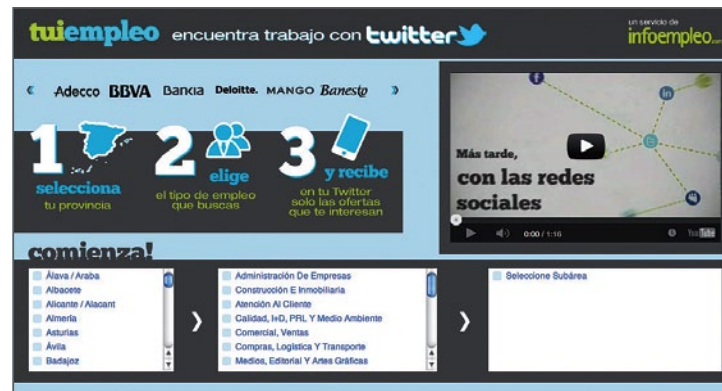 tuiempleo encuentra trabajo con twitter
un servicio de
infoempleo.com
Adecco BBVA Bankia Deloitte. MANGO Banesto
1 selecciona
tu provincia
2 elige
el tipo de empleo
que buscas
3 y recibe
en tu Twitter
solo las ofertas
que te interesan
Más tarde,
con las redes
sociales
0:00 / 1:16
YouTube
comienza!
Álava / Araba
Albacete
Alicante / Alacant
Almería
Asturias
Ávila
Badajoz
Administración De Empresas
Construcción E Inmobiliaria
Atención Al Cliente
Calidad, I+D, PRL Y Medio Ambiente
Comercial, Ventas
Compras, Logística Y Transporte
Medios, Editorial Y Artes Gráficas
Seleccione Subárea